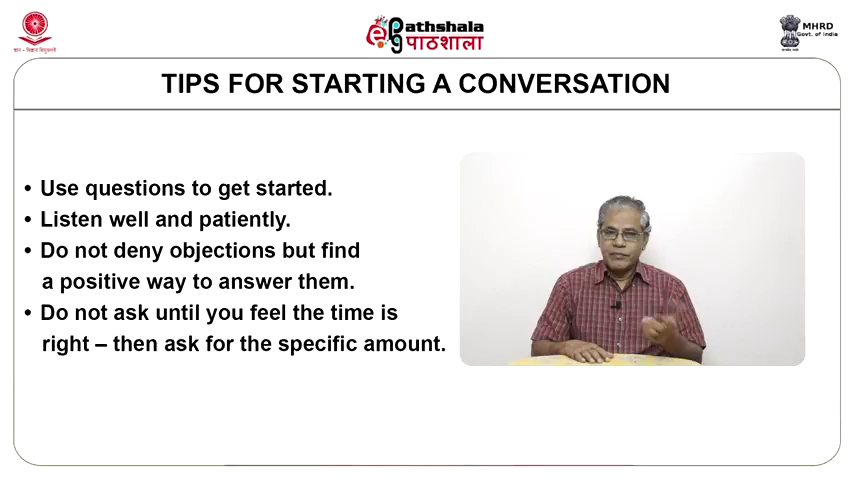 ePathshala
पाठशाला
MHRD
Govt. of India
TIPS FOR STARTING A CONVERSATION
• Use questions to get started.
• Listen well and patiently.
• Do not deny objections but find
a positive way to answer them.
• Do not ask until you feel the time is
right – then ask for the specific amount.